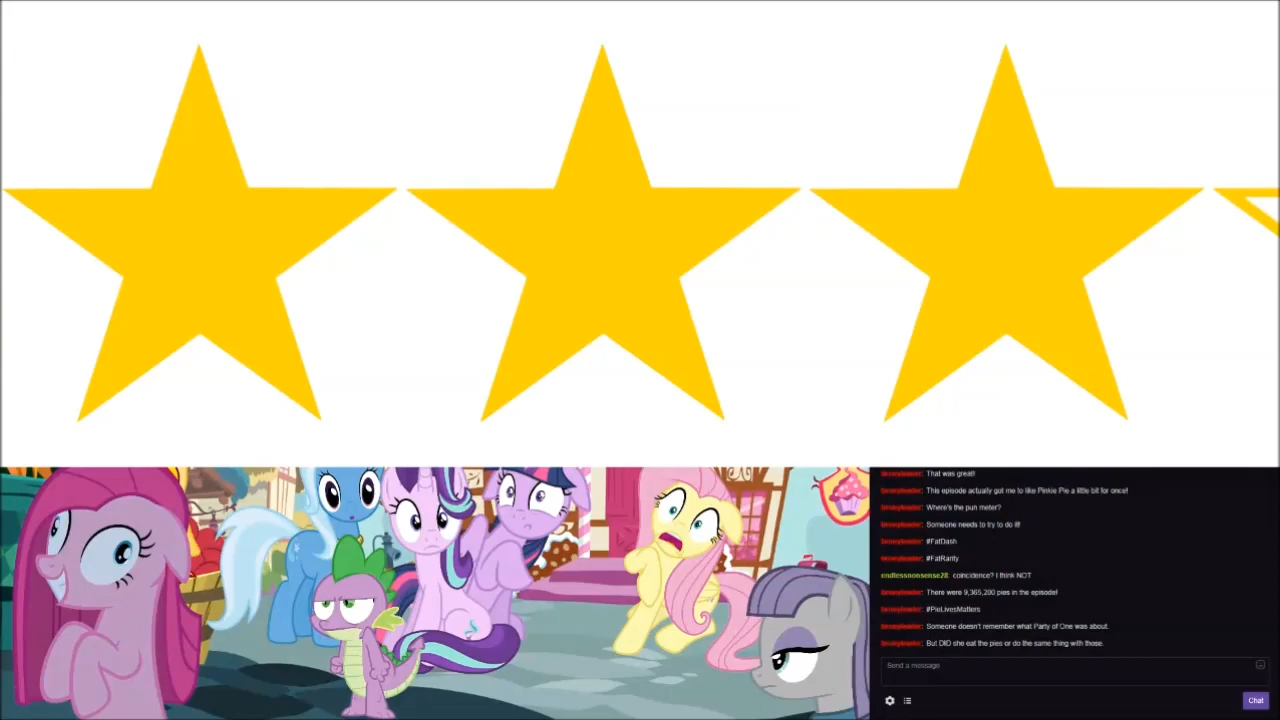 That was great!
This episode actually got me to like Pinkie Pie a little bit for once!
Where's the pun meter?
Someone needs to try to do it!
#FatDash
#FatRarity
endlessnonsense28: coincidence? I think NOT
There were 9,365,200 pies in the episode!
#PieLivesMatters
Someone doesn't remember what Party of One was about.
But DID she eat the pies or do the same thing with those.
Send a message
Chat